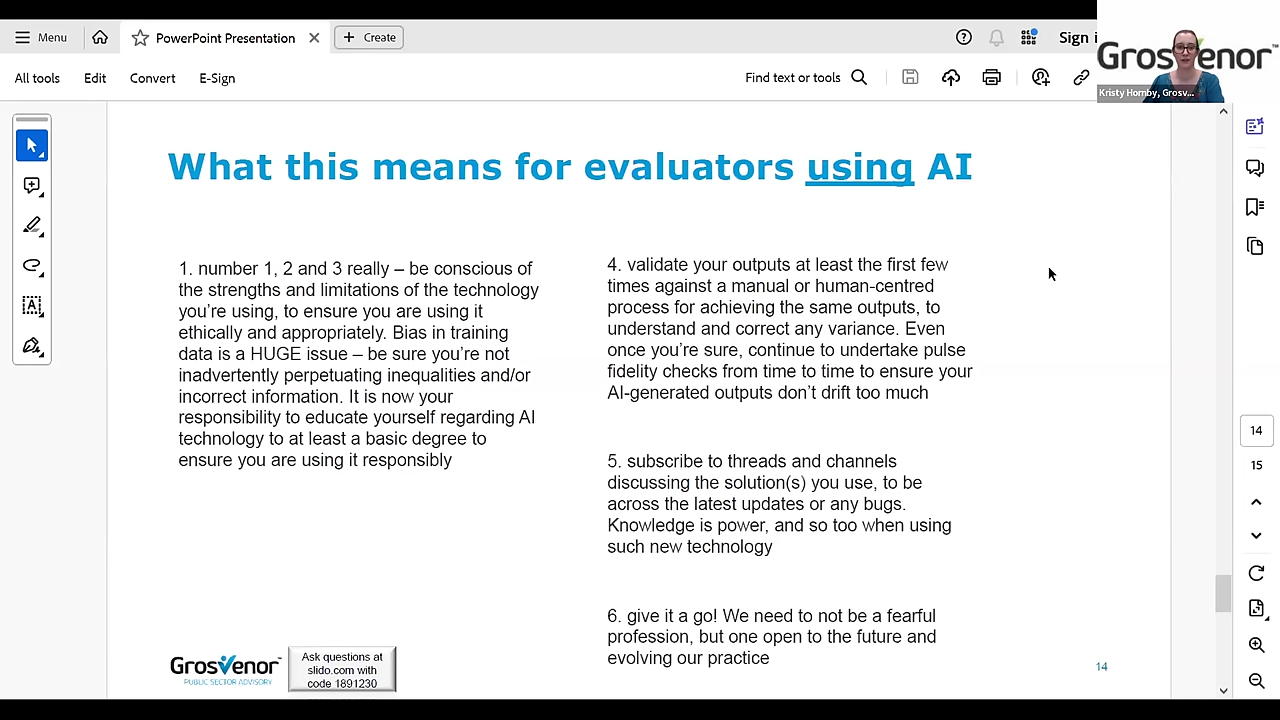 Menu
PowerPoint Presentation
Create
Sign i
All tools
Edit
Convert
E-Sign
Find text or tools
Grosvenor™
Kristy Hornby, Grosv...
What this means for evaluators using AI
1. number 1, 2 and 3 really – be conscious of
the strengths and limitations of the technology
you're using, to ensure you are using it
ethically and appropriately. Bias in training
data is a HUGE issue – be sure you're not
inadvertently perpetuating inequalities and/or
incorrect information. It is now your
responsibility to educate yourself regarding AI
technology to at least a basic degree to
ensure you are using it responsibly
4. validate your outputs at least the first few
times against a manual or human-centred
process for achieving the same outputs, to
understand and correct any variance. Even
once you're sure, continue to undertake pulse
fidelity checks from time to time to ensure your
AI-generated outputs don't drift too much
5. subscribe to threads and channels
discussing the solution(s) you use, to be
across the latest updates or any bugs.
Knowledge is power, and so too when using
such new technology
6. give it a go! We need to not be a fearful
profession, but one open to the future and
evolving our practice
Grosvenor™
PUBLIC SECTOR ADVISORY
Ask questions at
slido.com with
code 1891230
14
14
15